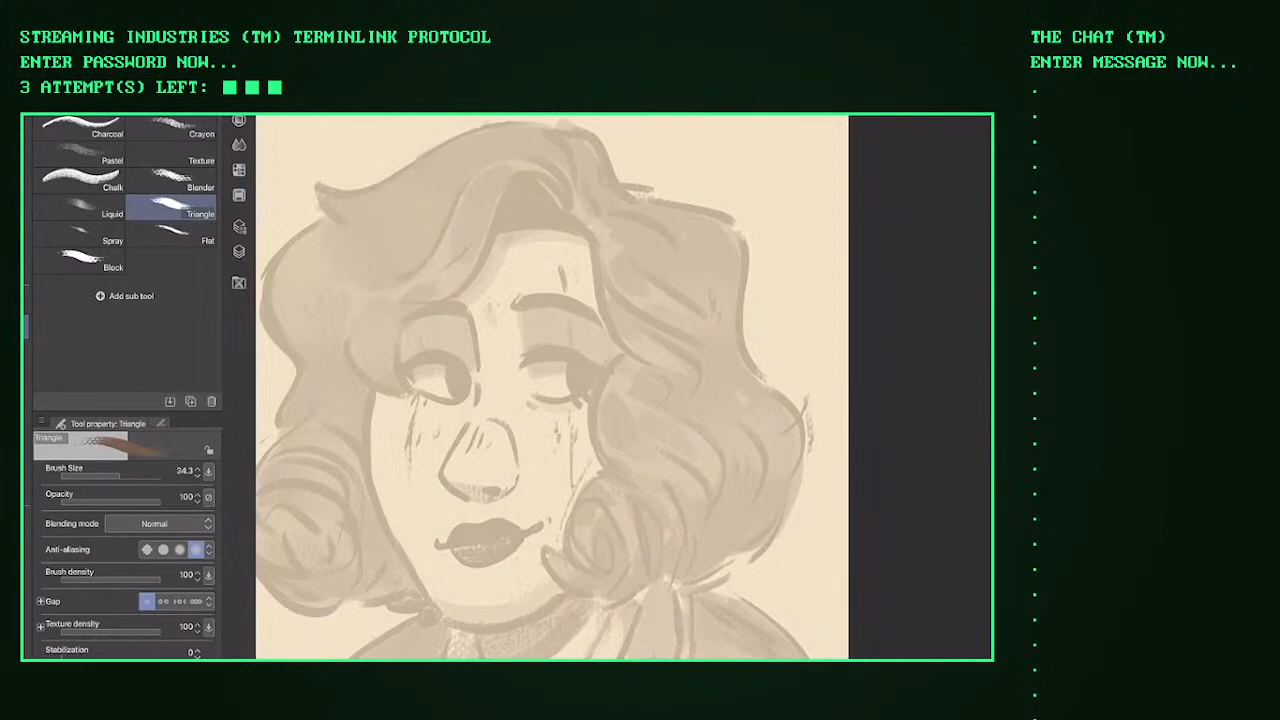 STREAMING INDUSTRIES (TM) TERMINLINK PROTOCOL
ENTER PASSWORD NOW...
3 ATTEMPT(S) LEFT:
THE CHAT (TM)
ENTER MESSAGE NOW...
Charcoal
Crayon
Pastel
Texture
Chalk
Blender
Liquid
Triangle
Spray
Flat
Block
Add sub tool
Tool property: Triangle
Triangle
Brush Size 34.3
Opacity 100
Blending mode Normal
Anti-aliasing
Brush density 100
Gap
Texture density 100
Stabilization 0